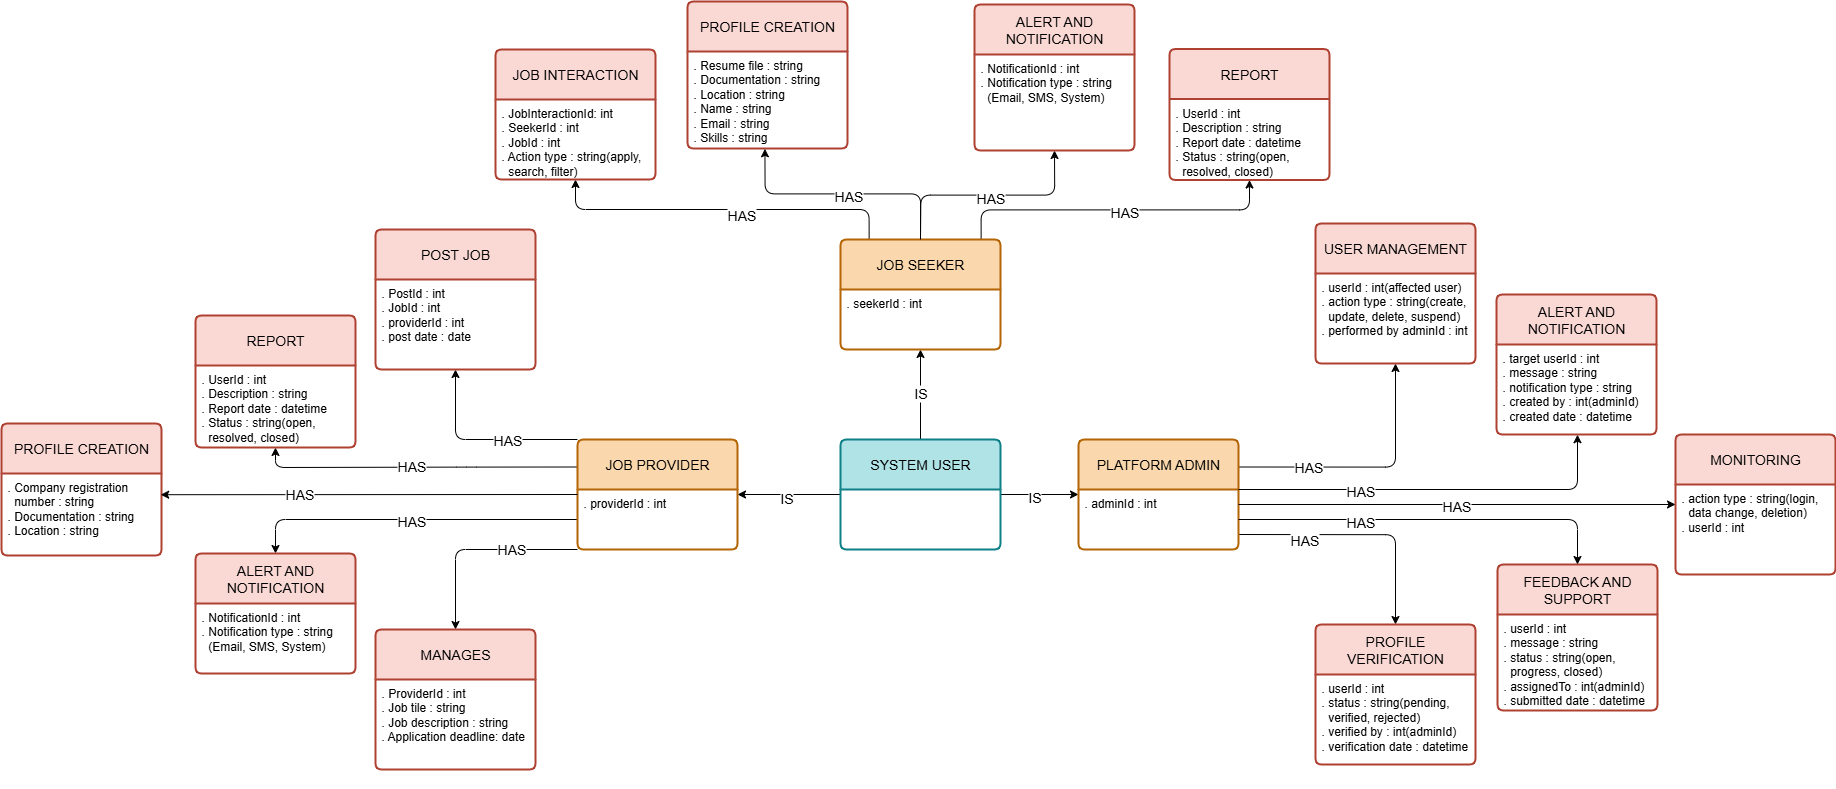 PROFILE CREATION
. Resume file : string
. Documentation : string
. Location : string
. Name : string
. Email : string
. Skills : string
ALERT AND
NOTIFICATION
. NotificationId : int
. Notification type : string
(Email, SMS, System)
JOB INTERACTION
. JobInteractionId: int
. SeekerId : int
. JobId : int
. Action type : string(apply,
search, filter)
REPORT
. UserId : int
. Description : string
. Report date : datetime
. Status : string(open,
resolved, closed)
HAS
HAS
HAS
HAS
JOB SEEKER
. seekerId : int
IS
POST JOB
. PostId : int
. JobId : int
. providerId : int
. post date : date
REPORT
. UserId : int
. Description : string
. Report date : datetime
. Status : string(open,
resolved, closed)
PROFILE CREATION
. Company registration
number : string
. Documentation : string
. Location : string
HAS
HAS
HAS
HAS
HAS
JOB PROVIDER
. providerId : int
IS
SYSTEM USER
IS
PLATFORM ADMIN
. adminId : int
ALERT AND
NOTIFICATION
. NotificationId : int
. Notification type : string
(Email, SMS, System)
MANAGES
. ProviderId : int
. Job tile : string
. Job description : string
. Application deadline: date
USER MANAGEMENT
. userId : int(affected user)
. action type : string(create,
update, delete, suspend)
. performed by adminId : int
ALERT AND
NOTIFICATION
. target userId : int
. message : string
. notification type : string
. created by : int(adminId)
. created date : datetime
HAS
HAS
HAS
HAS
HAS
MONITORING
. action type : string(login,
data change, deletion)
. userId : int
FEEDBACK AND
SUPPORT
. userId : int
. message : string
. status : string(open,
progress, closed)
. assignedTo : int(adminId)
. submitted date : datetime
PROFILE
VERIFICATION
. userId : int
. status : string(pending,
verified, rejected)
. verified by : int(adminId)
. verification date : datetime